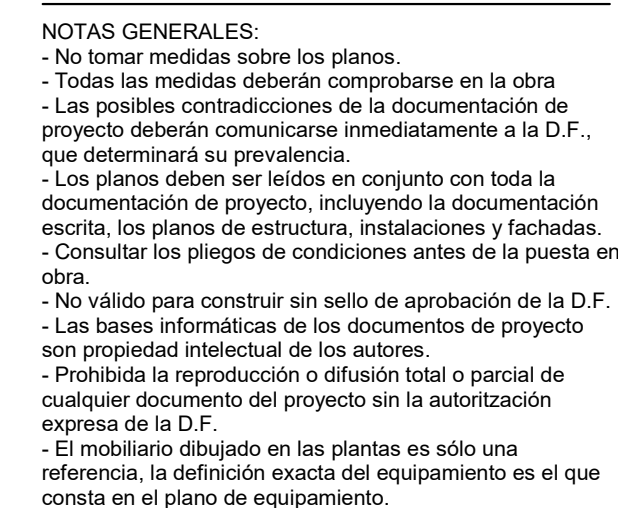 NOTAS GENERALES:
- No tomar medidas sobre los planos.
- Todas las medidas deberán comprobarse en la obra
- Las posibles contradicciones de la documentación de
proyecto deberán comunicarse inmediatamente a la D.F.,
que determinará su prevalencia.
- Los planos deben ser leídos en conjunto con toda la
documentación de proyecto, incluyendo la documentación
escrita, los planos de estructura, instalaciones y fachadas.
- Consultar los pliegos de condiciones antes de la puesta en
obra.
- No válido para construir sin sello de aprobación de la D.F.
- Las bases informáticas de los documentos de proyecto
son propiedad intelectual de los autores.
- Prohibida la reproducción o difusión total o parcial de
cualquier documento del proyecto sin la autoritzación
expresa de la D.F.
- El mobiliario dibujado en las plantas es sólo una
referencia, la definición exacta del equipamiento es el que
consta en el plano de equipamiento.